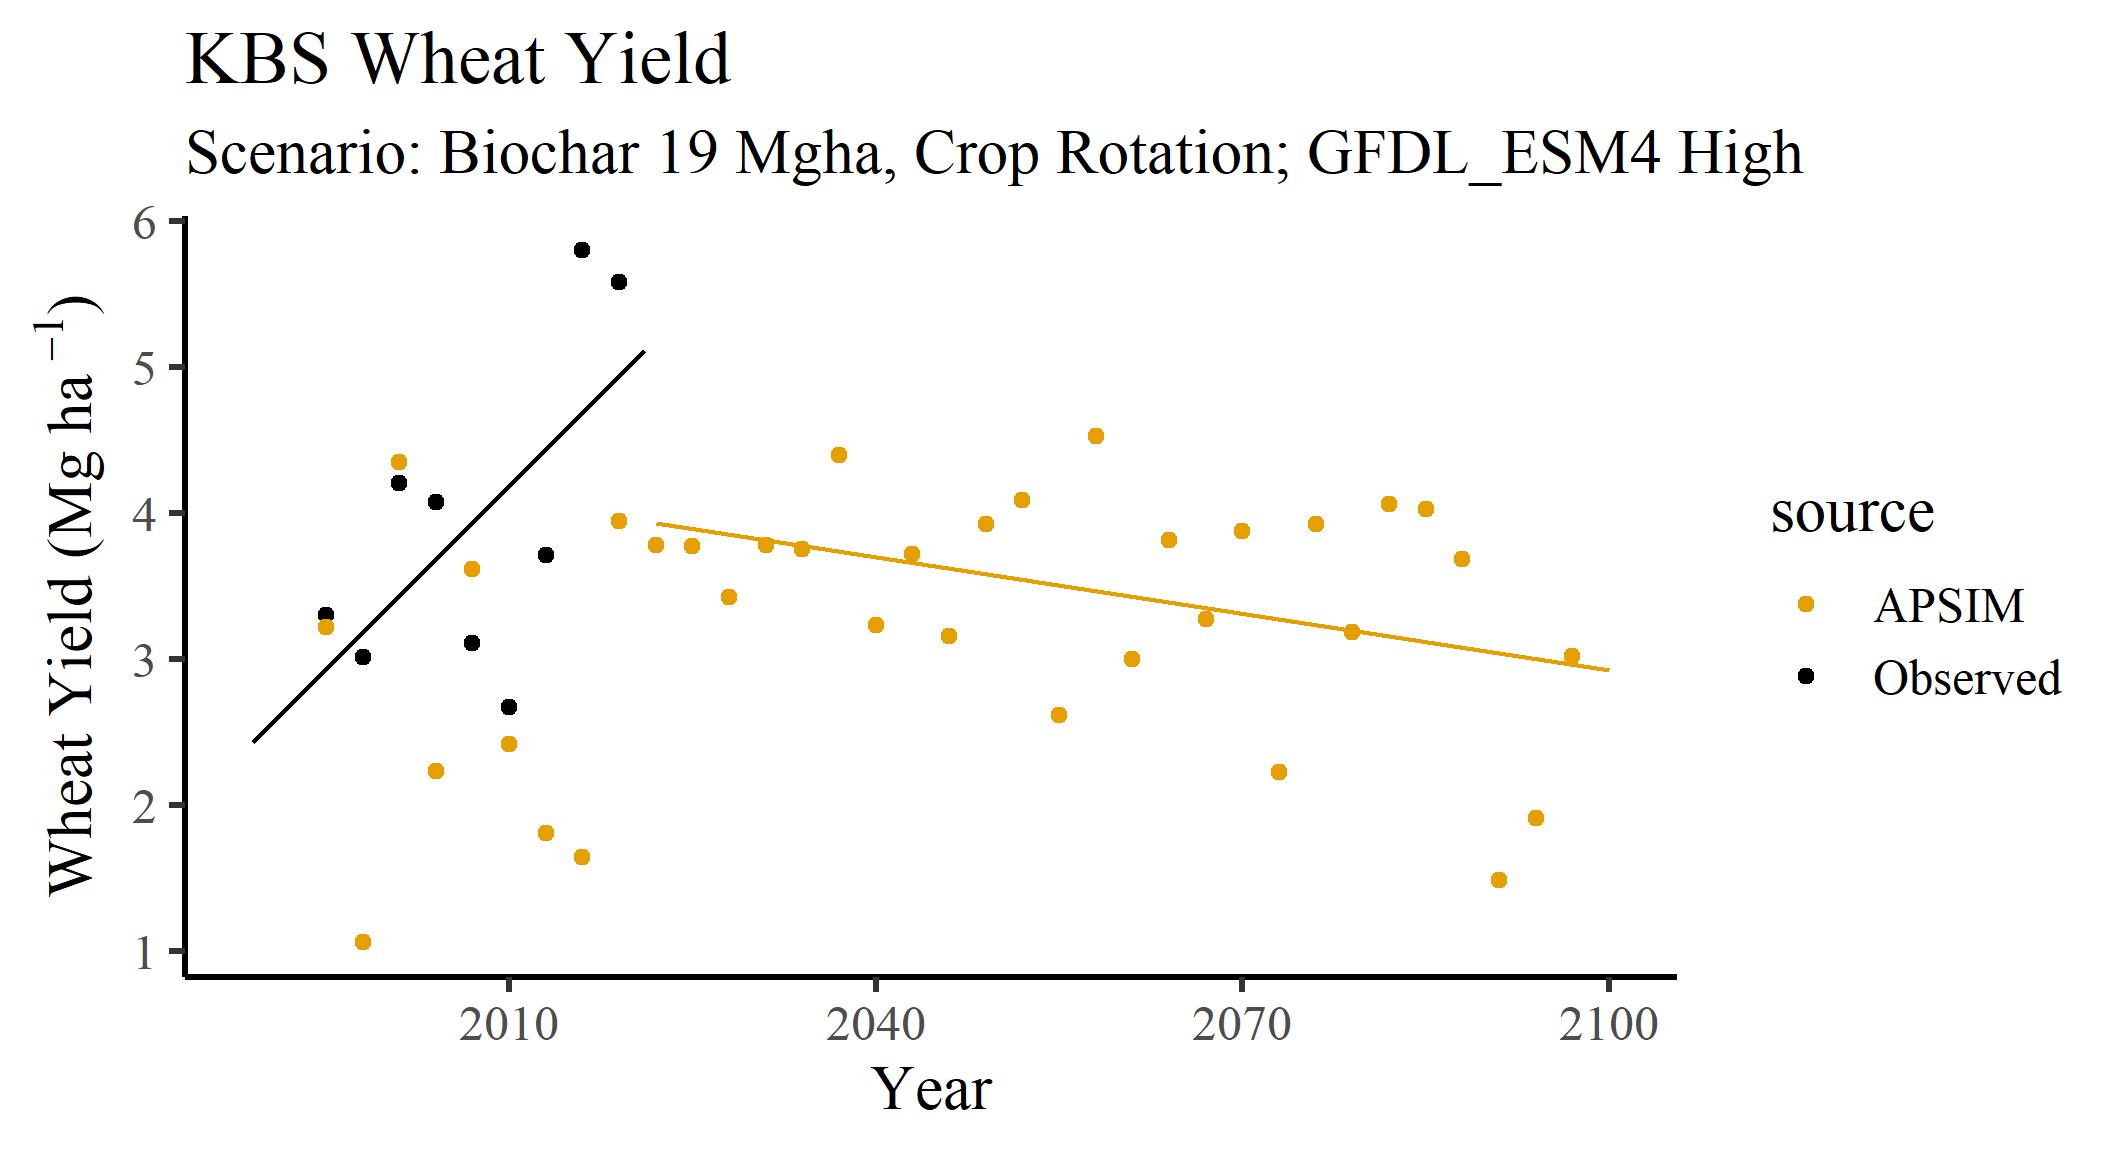 KBS Wheat Yield
Scenario: Biochar 19 Mgha, Crop Rotation; GFDL_ESM4 High
Wheat Yield (Mg ha⁻¹)
6
5
4
3
2
1
2010 2040 2070 2100
Year
source
APSIM
Observed